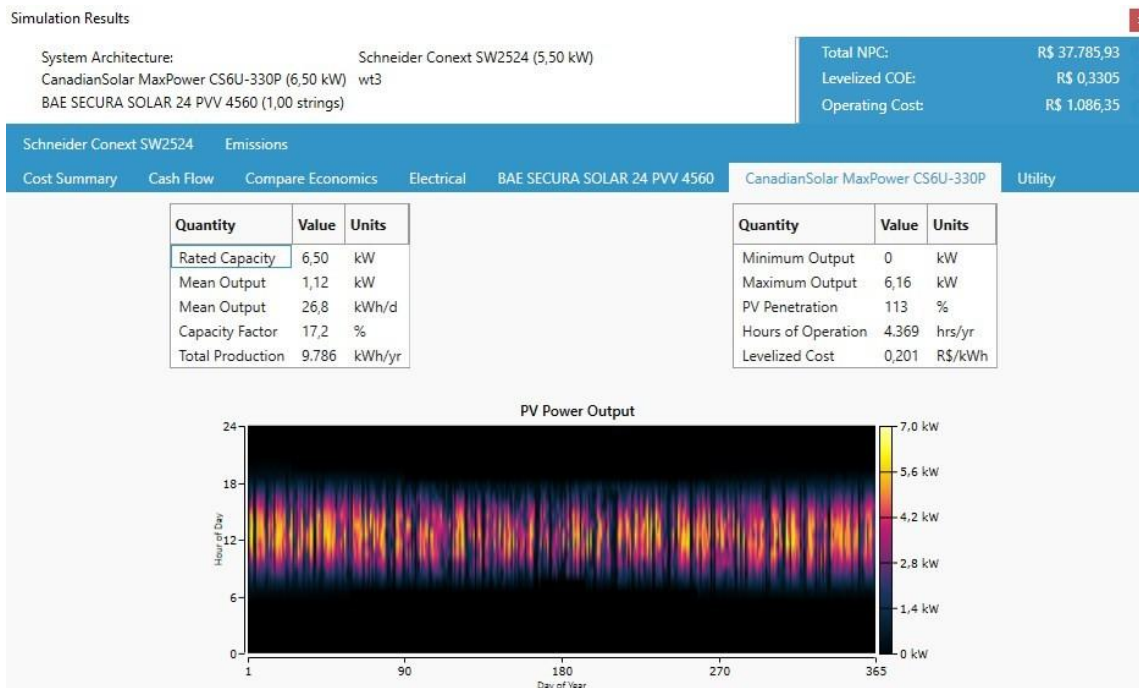 Simulation Results
System Architecture: Schneider Conext SW2524 (5,50 kW)
CanadianSolar MaxPower CS6U-330P (6,50 kW) wt3
BAE SECURA SOLAR 24 PVV 4560 (1,00 strings)
Total NPC: R$ 37.785,93
Levelized COE: R$ 0,3305
Operating Cost: R$ 1.086,35
Schneider Conext SW2524 Emissions
Cost Summary Cash Flow Compare Economics Electrical BAE SECURA SOLAR 24 PVV 4560 CanadianSolar MaxPower CS6U-330P Utility
Quantity Value Units
Rated Capacity 6,50 kW
Mean Output 1,12 kW
Mean Output 26,8 kWh/d
Capacity Factor 17,2 %
Total Production 9.786 kWh/yr
Quantity Value Units
Minimum Output 0 kW
Maximum Output 6,16 kW
PV Penetration 113 %
Hours of Operation 4.369 hrs/yr
Levelized Cost 0,201 R$/kWh
PV Power Output
24
18
12
6
0
Hour of Day
1 90 180 270 365
Day of Year
7,0 kW
5,6 kW
4,2 kW
2,8 kW
1,4 kW
0 kW